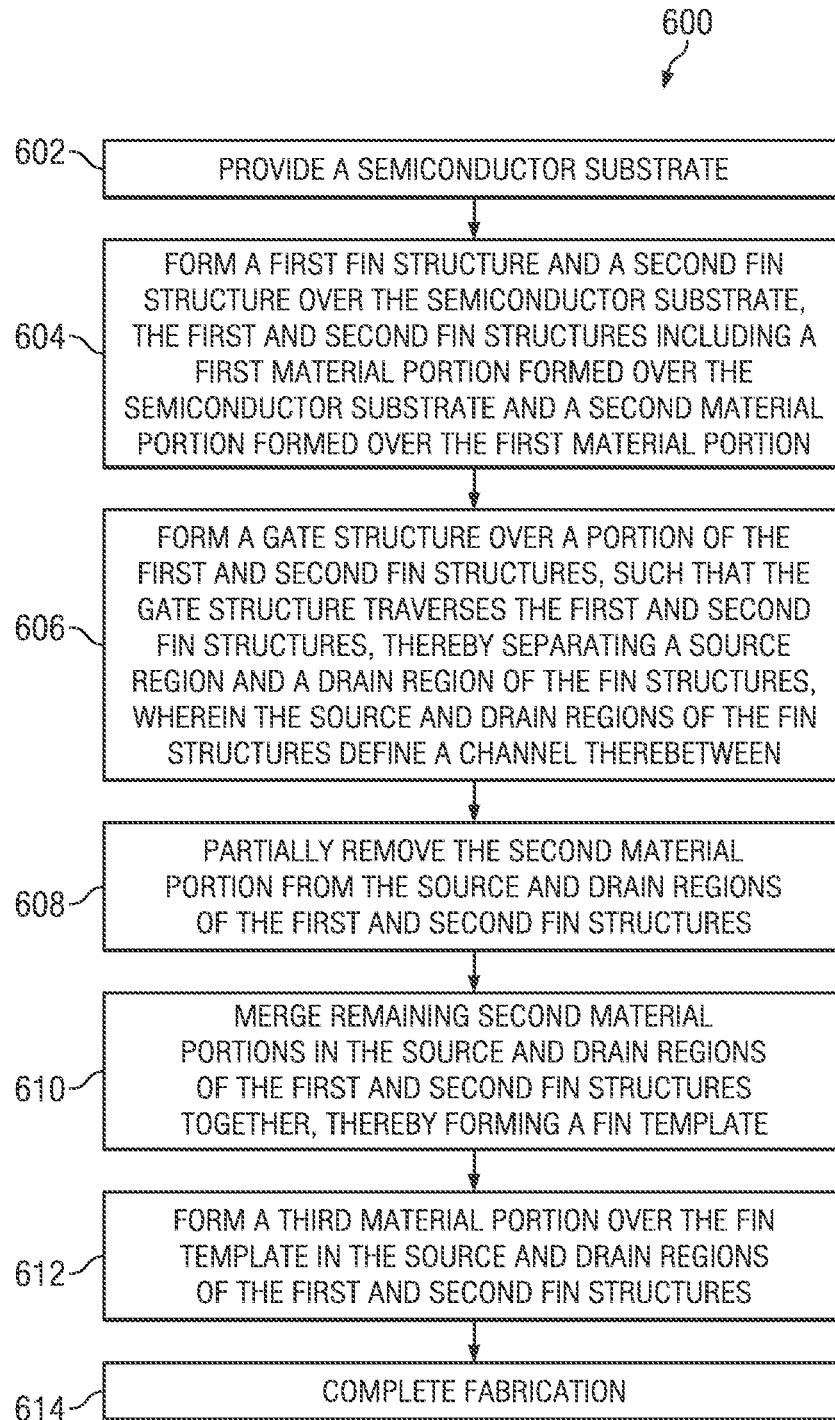 600
602
PROVIDE A SEMICONDUCTOR SUBSTRATE
604
FORM A FIRST FIN STRUCTURE AND A SECOND FIN
STRUCTURE OVER THE SEMICONDUCTOR SUBSTRATE,
THE FIRST AND SECOND FIN STRUCTURES INCLUDING A
FIRST MATERIAL PORTION FORMED OVER THE
SEMICONDUCTOR SUBSTRATE AND A SECOND MATERIAL
PORTION FORMED OVER THE FIRST MATERIAL PORTION
606
FORM A GATE STRUCTURE OVER A PORTION OF THE
FIRST AND SECOND FIN STRUCTURES, SUCH THAT THE
GATE STRUCTURE TRAVERSES THE FIRST AND SECOND
FIN STRUCTURES, THEREBY SEPARATING A SOURCE
REGION AND A DRAIN REGION OF THE FIN STRUCTURES,
WHEREIN THE SOURCE AND DRAIN REGIONS OF THE FIN
STRUCTURES DEFINE A CHANNEL THEREBETWEEN
608
PARTIALLY REMOVE THE SECOND MATERIAL
PORTION FROM THE SOURCE AND DRAIN REGIONS
OF THE FIRST AND SECOND FIN STRUCTURES
610
MERGE REMAINING SECOND MATERIAL
PORTIONS IN THE SOURCE AND DRAIN REGIONS
OF THE FIRST AND SECOND FIN STRUCTURES
TOGETHER, THEREBY FORMING A FIN TEMPLATE
612
FORM A THIRD MATERIAL PORTION OVER THE FIN
TEMPLATE IN THE SOURCE AND DRAIN REGIONS
OF THE FIRST AND SECOND FIN STRUCTURES
614
COMPLETE FABRICATION